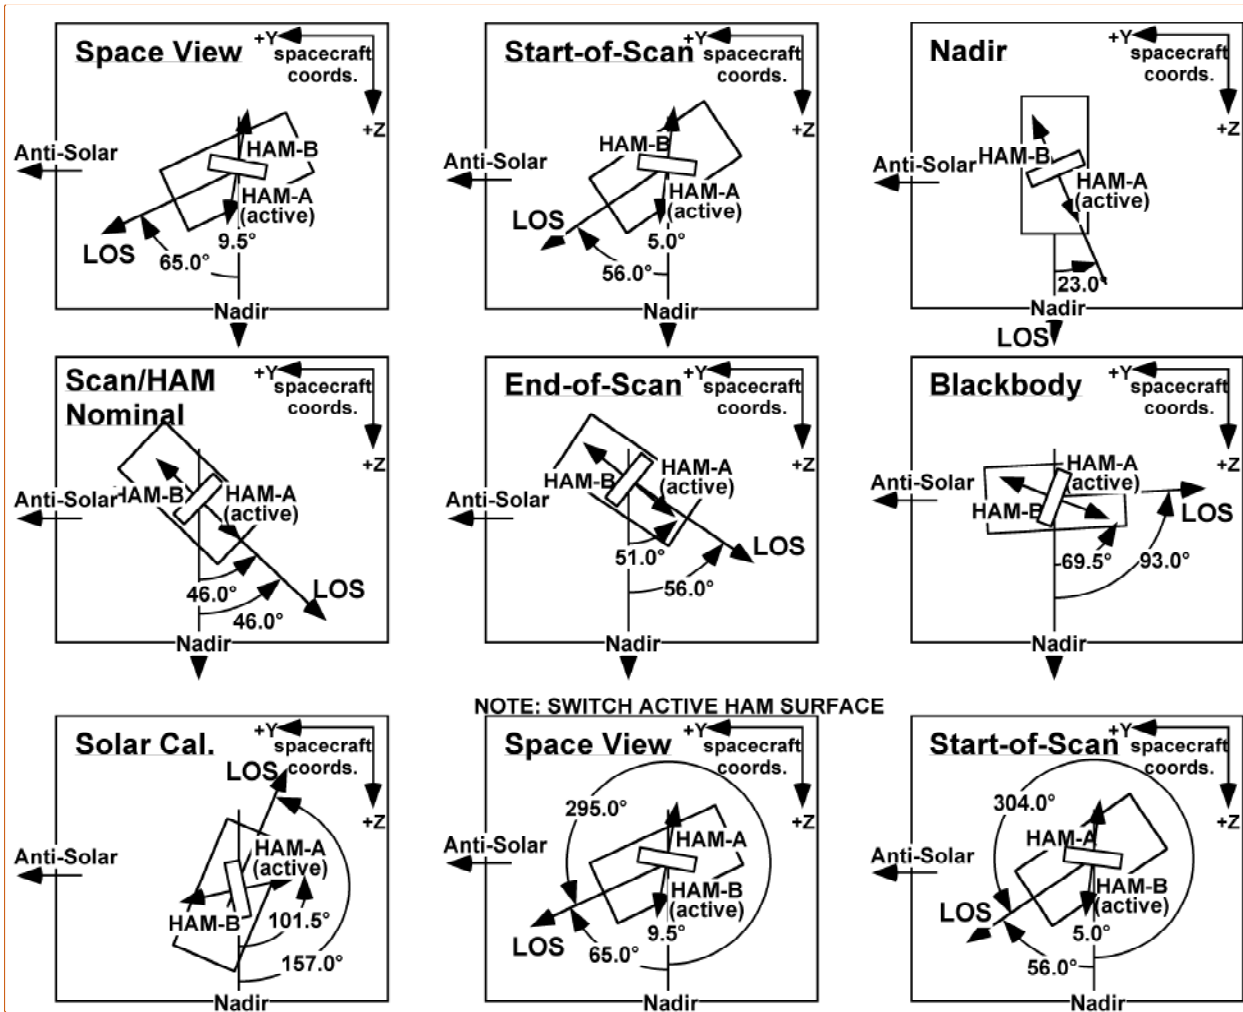 Space View
+Y
spacecraft
coords.
+Z
HAM-B
Anti-Solar
HAM-A
(active)
LOS
9.5°
65.0°
Nadir
Start-of-Scan
+Y
spacecraft
coords.
+Z
HAM-B
Anti-Solar
HAM-A
(active)
LOS
5.0°
56.0°
Nadir
Nadir
+Y
spacecraft
coords.
+Z
HAM-B
Anti-Solar
HAM-A
(active)
23.0°
Nadir
LOS
Scan/HAM
Nominal
+Y
spacecraft
coords.
+Z
Anti-Solar
HAM-B
HAM-A
(active)
46.0°
LOS
46.0°
Nadir
End-of-Scan
+Y
spacecraft
coords.
+Z
HAM-B
HAM-A
(active)
Anti-Solar
51.0°
LOS
56.0°
Nadir
Blackbody
+Y
spacecraft
coords.
+Z
HAM-A
(active)
Anti-Solar
HAM-B
LOS
69.5°
93.0°
Nadir
Solar Cal.
+Y
spacecraft
coords.
LOS
+Z
HAM-A
(active)
Anti-Solar
HAM-B
101.5°
157.0°
Nadir
NOTE: SWITCH ACTIVE HAM SURFACE
Space View
+Y
spacecraft
coords.
295.0°
+Z
HAM-A
Anti-Solar
HAM-B
(active)
LOS
9.5°
65.0°
Nadir
Start-of-Scan
+Y
spacecraft
coords.
304.0°
+Z
HAM-A
Anti-Solar
HAM-B
(active)
LOS
5.0°
56.0°
Nadir